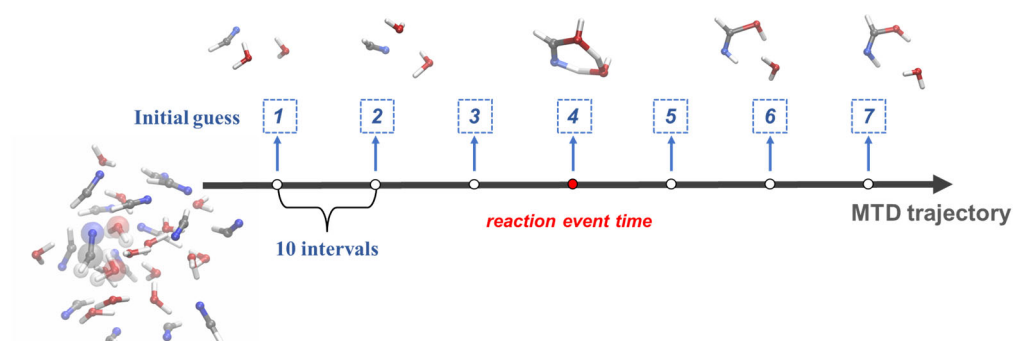 Initial guess 1 2 3 4 5 6 7
reaction event time
MTD trajectory
10 intervals